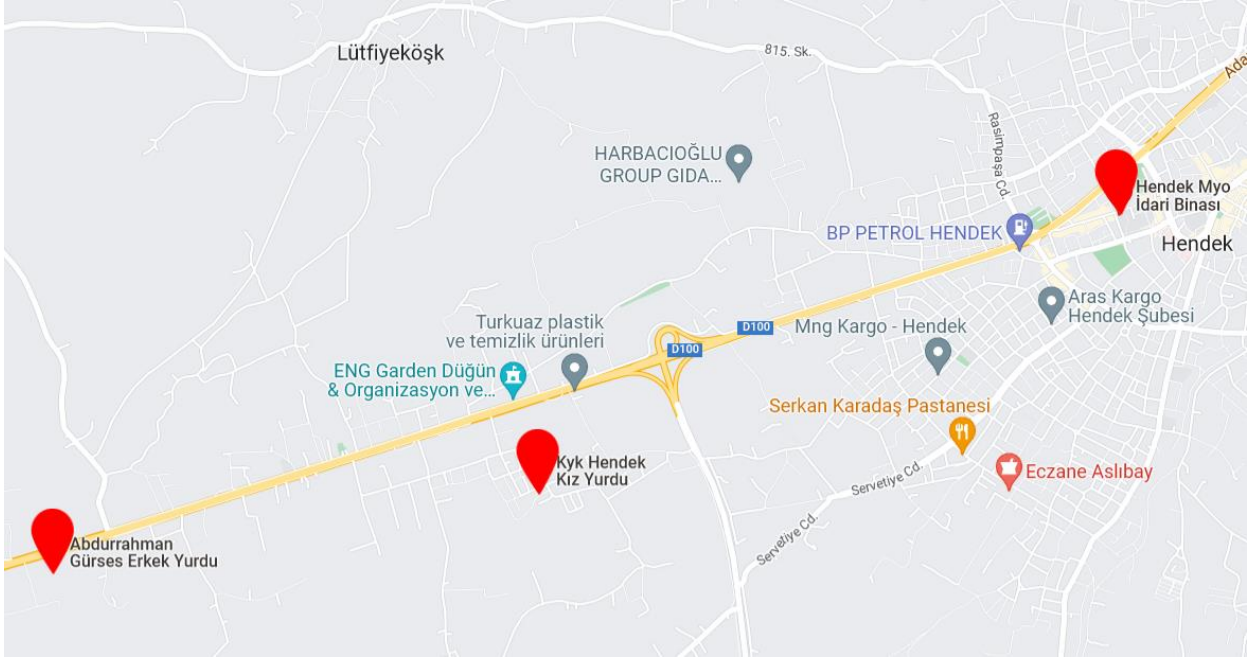 Lütfiyeköşk
815. Sk.
Ada
Rasimpaşa Cd.
HARBACIOĞLU
GROUP GIDA...
Hendek Myo
İdari Binası
BP PETROL HENDEK
Hendek
Aras Kargo
Hendek Şubesi
Turkuaz plastik
ve temizlik ürünleri
D100
D100
Mng Kargo - Hendek
ENG Garden Düğün
& Organizasyon ve...
Serkan Karadaş Pastanesi
Kyk Hendek
Kız Yurdu
Servetiye Cd.
Eczane Aslıbay
Servetiye Cd.
Abdurrahman
Gürses Erkek Yurdu